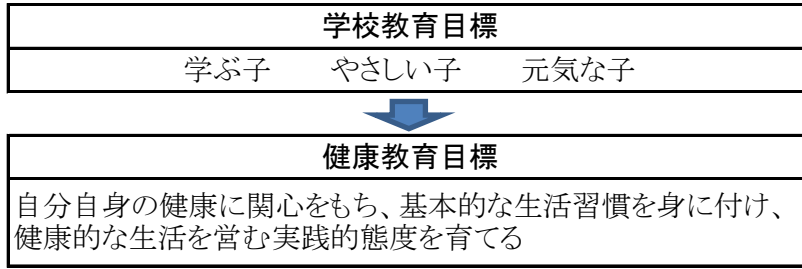 学校教育目標
学ぶ子　　やさしい子　　元気な子
健康教育目標
自分自身の健康に関心をもち、基本的な生活習慣を身に付け、
健康的な生活を営む実践的態度を育てる